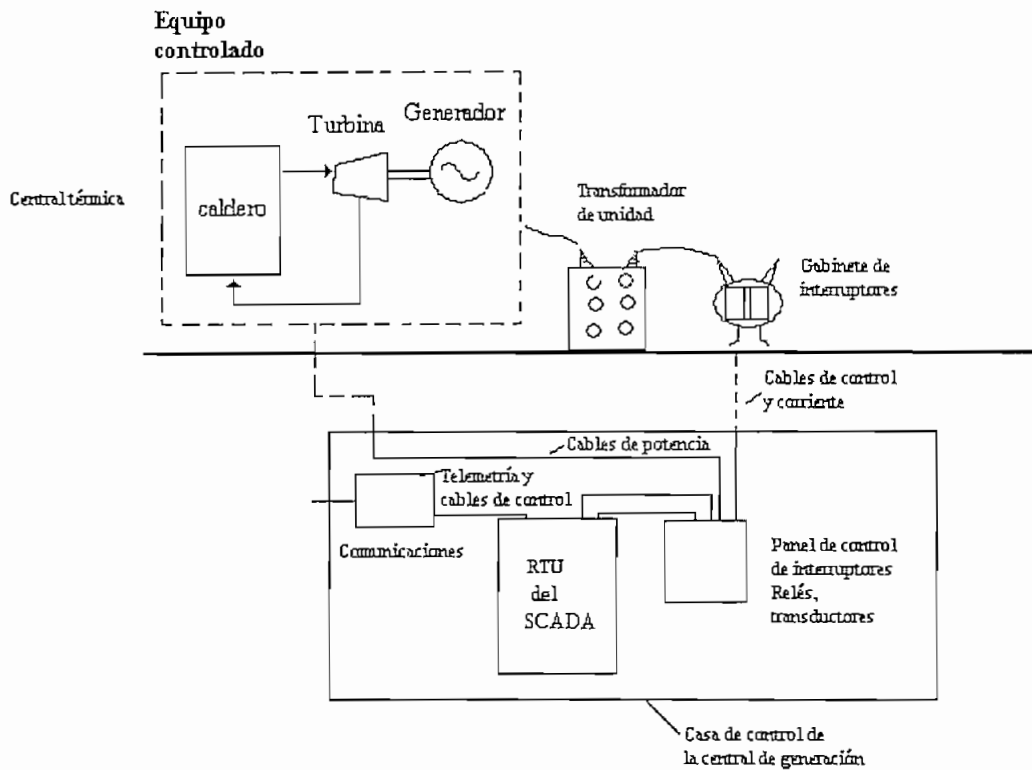 Equipo
controlado
Turbina
Generador
Central térmica
caldero
Transformador
de unidad
Gabinete de
interruptores
Cables de control
y corriente
Cables de potencia
Telemetría y
cables de control
Comunicaciones
RTU
del
SCADA
Panel de control
de interruptores
Relés,
transductores
Casa de control de
la central de generación